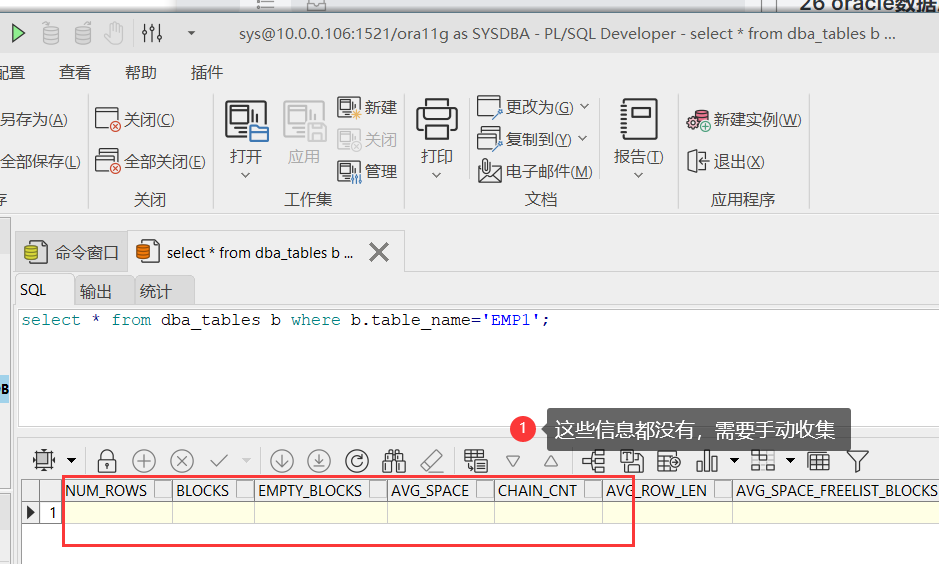 26 oracle数据
sys@10.0.0.106:1521/ora11g as SYSDBA - PL/SQL Developer - select * from dba_tables b ...
配置 查看 帮助 插件
另存为(A)
全部保存(L)
存
关闭(C)
全部关闭(E)
关闭
打开
应用
新建
关闭
管理
工作集
打印
更改为(G)
复制到(Y)
电子邮件(M)
报告(T)
文档
新建实例(W)
退出(X)
应用程序
命令窗口
select * from dba_tables b ...
SQL 输出 统计
select * from dba_tables b where b.table_name='EMP1';
1 这些信息都没有，需要手动收集
NUM_ROWS BLOCKS EMPTY_BLOCKS AVG_SPACE CHAIN_CNT AVG_ROW_LEN AVG_SPACE_FREELIST_BLOCKS
1